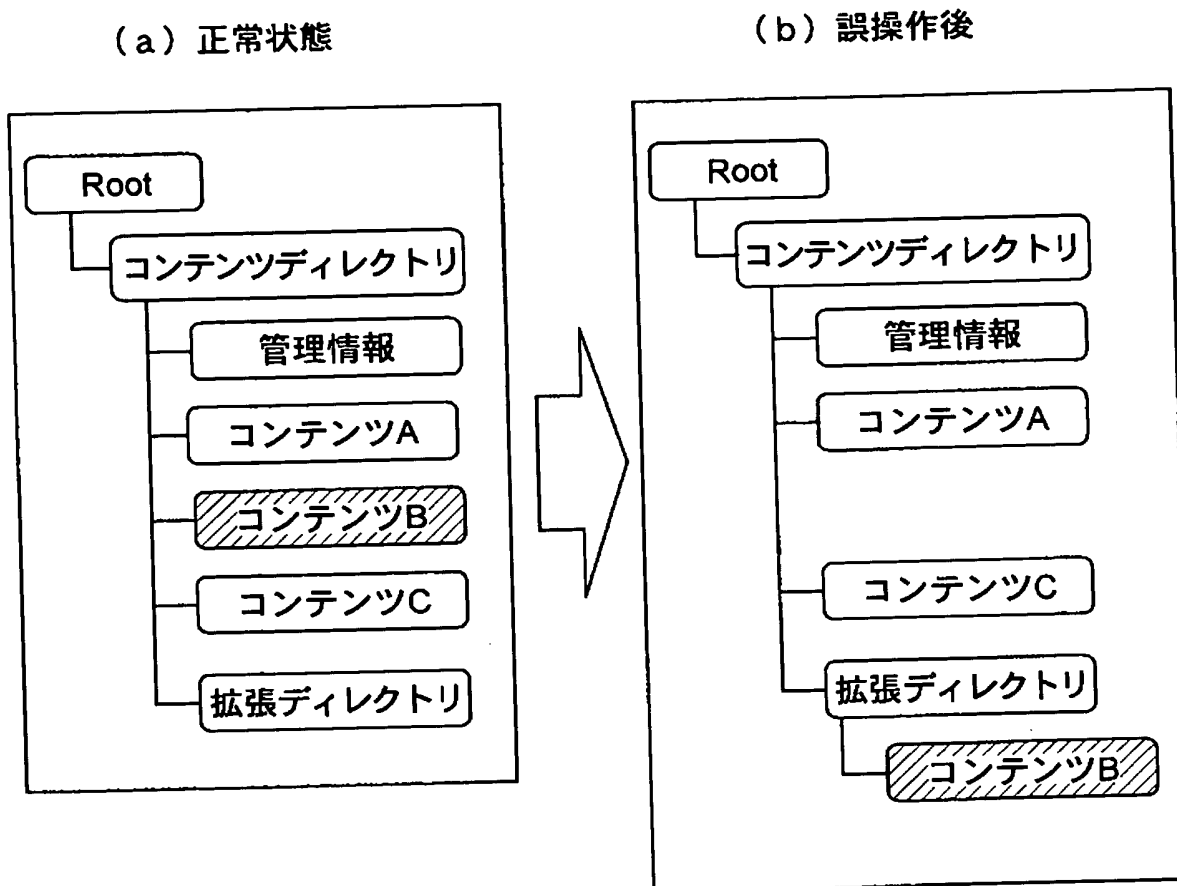 (a) 正常状態
Root
コンテンツディレクトリ
管理情報
コンテンツA
コンテンツB
コンテンツC
拡張ディレクトリ
(b) 誤操作後
Root
コンテンツディレクトリ
管理情報
コンテンツA
コンテンツC
拡張ディレクトリ
コンテンツB